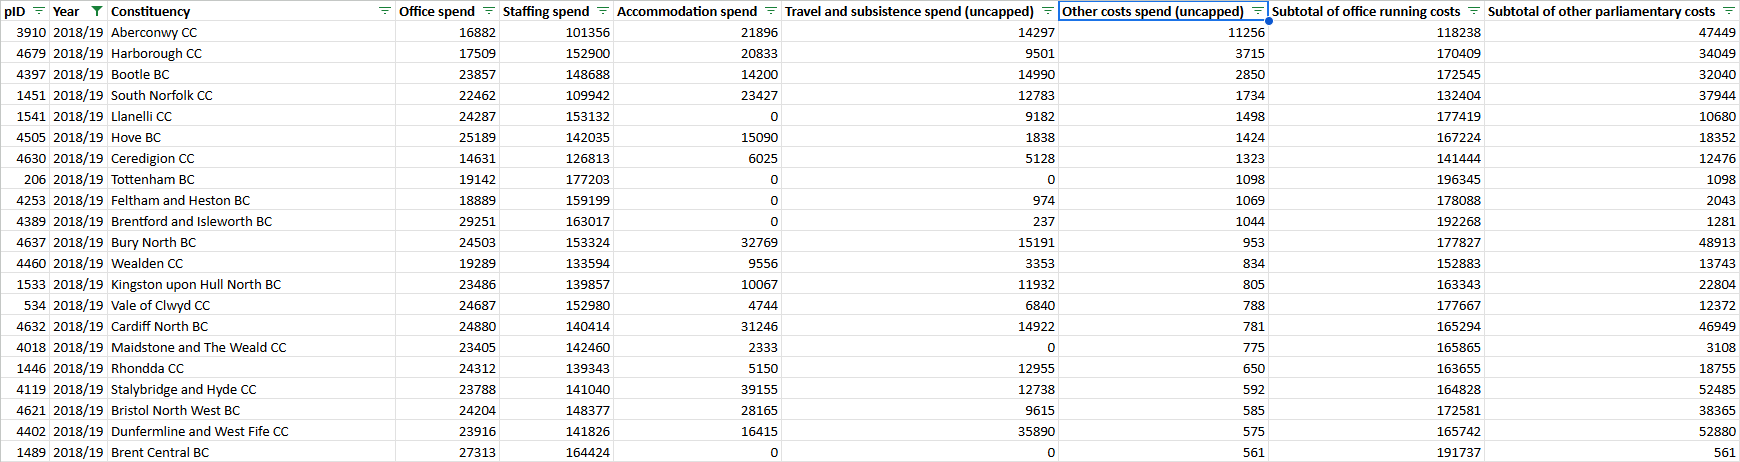 pID Year Constituency Office spend Staffing spend Accommodation spend Travel and subsistence spend (uncapped) Other costs spend (uncapped) Subtotal of office running costs Subtotal of other parliamentary costs
3910 2018/19 Aberconwy CC 16882 101356 21896 14297 11256 118238 47449
4679 2018/19 Harborough CC 17509 152900 20833 9501 3715 170409 34049
4397 2018/19 Bootle BC 23857 148688 14200 14990 2850 172545 32040
1451 2018/19 South Norfolk CC 22462 109942 23427 12783 1734 132404 37944
1541 2018/19 Llanelli CC 24287 153132 0 9182 1498 177419 10680
4505 2018/19 Hove BC 25189 142035 15090 1838 1424 167224 18352
4630 2018/19 Ceredigion CC 14631 126813 6025 5128 1323 141444 12476
206 2018/19 Tottenham BC 19142 177203 0 0 1098 196345 1098
4253 2018/19 Feltham and Heston BC 18889 159199 0 974 1069 178088 2043
4389 2018/19 Brentford and Isleworth BC 29251 163017 0 237 1044 192268 1281
4637 2018/19 Bury North BC 24503 153324 32769 15191 953 177827 48913
4460 2018/19 Wealden CC 19289 133594 9556 3353 834 152883 13743
1533 2018/19 Kingston upon Hull North BC 23486 139857 10067 11932 805 163343 22804
534 2018/19 Vale of Clwyd CC 24687 152980 4744 6840 788 177667 12372
4632 2018/19 Cardiff North BC 24880 140414 31246 14922 781 165294 46949
4018 2018/19 Maidstone and The Weald CC 23405 142460 2333 0 775 165865 3108
1446 2018/19 Rhondda CC 24312 139343 5150 12955 650 163655 18755
4119 2018/19 Stalybridge and Hyde CC 23788 141040 39155 12738 592 164828 52485
4621 2018/19 Bristol North West BC 24204 148377 28165 9615 585 172581 38365
4402 2018/19 Dunfermline and West Fife CC 23916 141826 16415 35890 575 165742 52880
1489 2018/19 Brent Central BC 27313 164424 0 0 561 191737 561